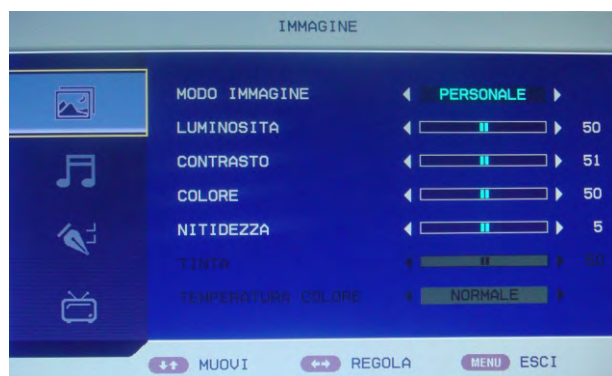 IMMAGINE
MODO IMMAGINE PERSONALE
LUMINOSITA 50
CONTRASTO 51
COLORE 50
NITIDEZZA 5
TINTA 50
TEMPERATURA COLORE NORMALE
MUOVI REGOLA MENU ESCI